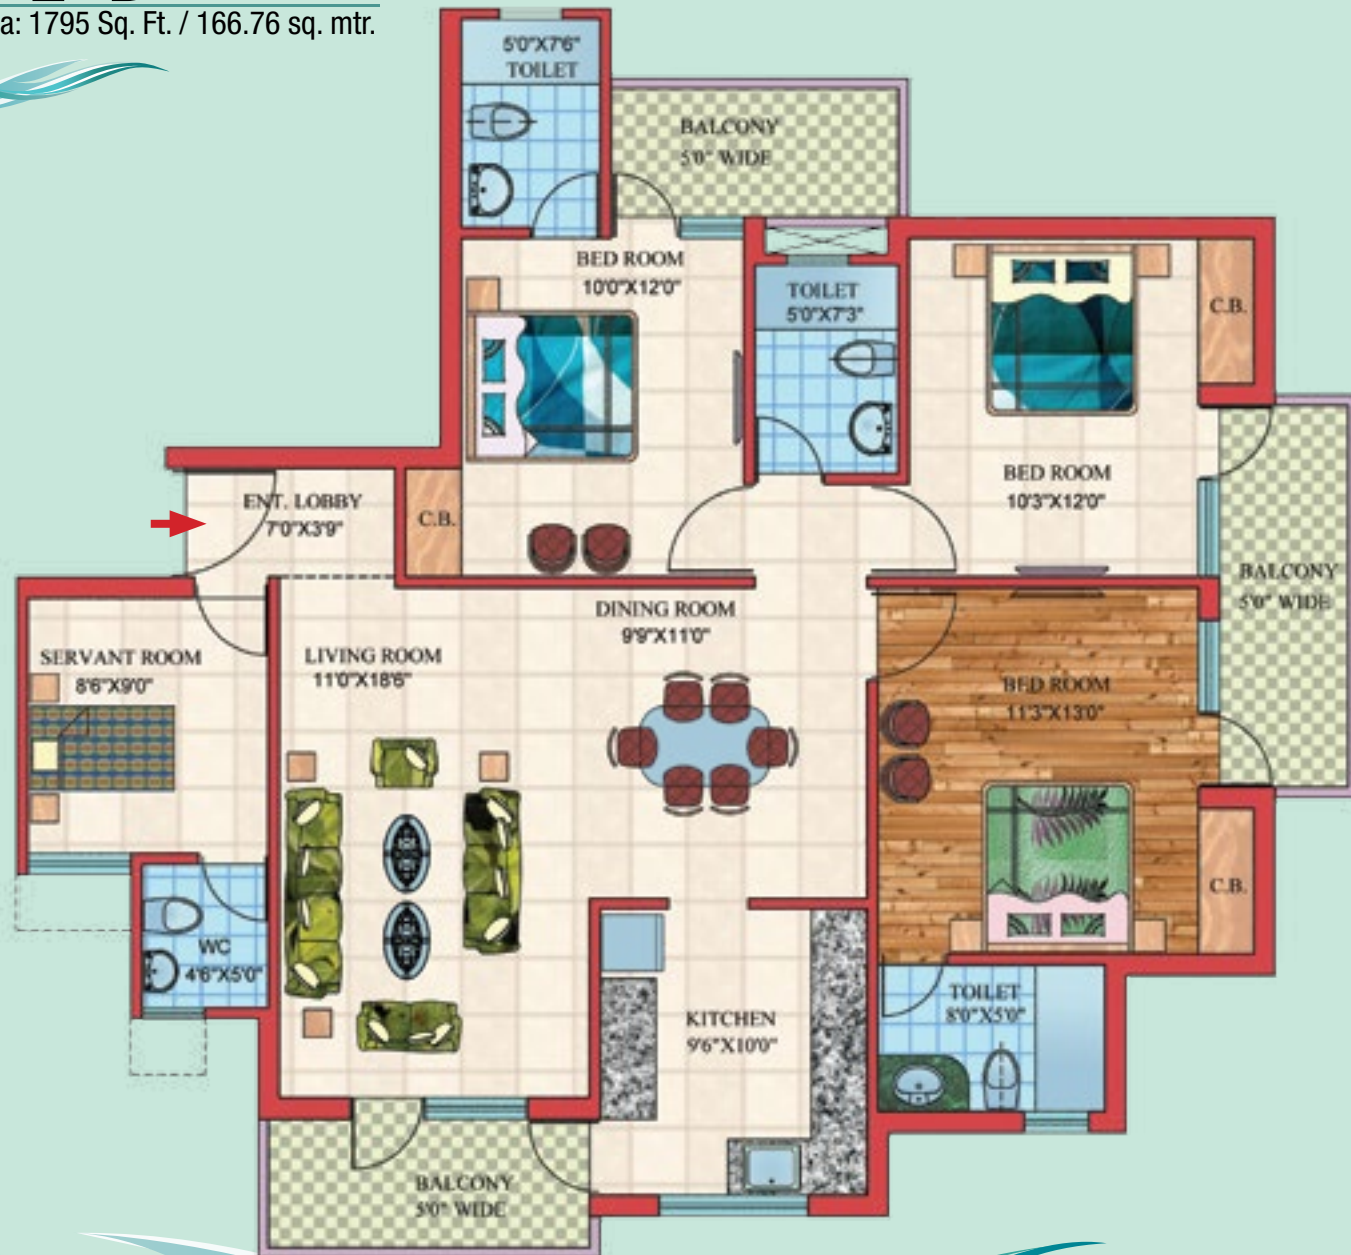 a: 1795 Sq. Ft. / 166.76 sq. mtr.
5'0"X7'6"
TOILET
BALCONY
5'0" WIDE
BED ROOM
10'0"X12'0"
TOILET
5'0"X7'3"
C.B.
BED ROOM
10'3"X12'0"
ENT. LOBBY
7'0"X3'9"
C.B.
BALCONY
5'0" WIDE
DINING ROOM
9'9"X11'0"
SERVANT ROOM
8'6"X9'0"
LIVING ROOM
11'0"X18'6"
BED ROOM
11'3"X13'0"
C.B.
WC
4'6"X5'0"
TOILET
8'0"X5'0"
KITCHEN
9'6"X10'0"
BALCONY
5'0" WIDE